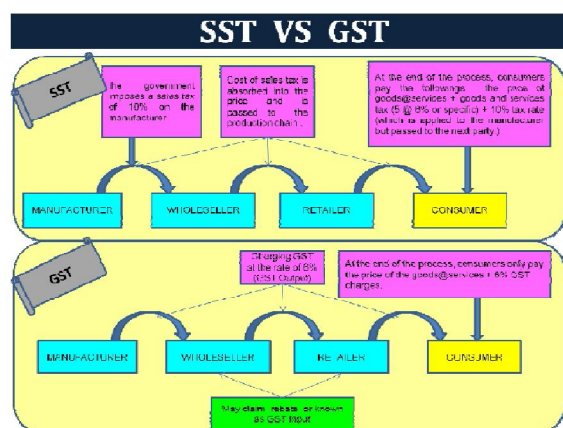 SST VS GST
SST
The government
imposes a sales tax
of 10% on the
manufacturer
Cost of sales tax is
absorbed into the
price and is
passed to the
production chain.
At the end of the process, consumers
pay the followings the price of
goods@services + goods and services
tax (5 @ 6% or specific) + 10% tax rate
(which is applied to the manufacturer
but passed to the next party.)
MANUFACTURER
WHOLESELLER
RETAILER
CONSUMER
GST
Charging GST
at the rate of 6%
(GST Output)
At the end of the process, consumers only pay
the price of the goods@services + 6% GST
charges.
MANUFACTURER
WHOLESELLER
RETAILER
CONSUMER
May claim rebate or known
as GST Input